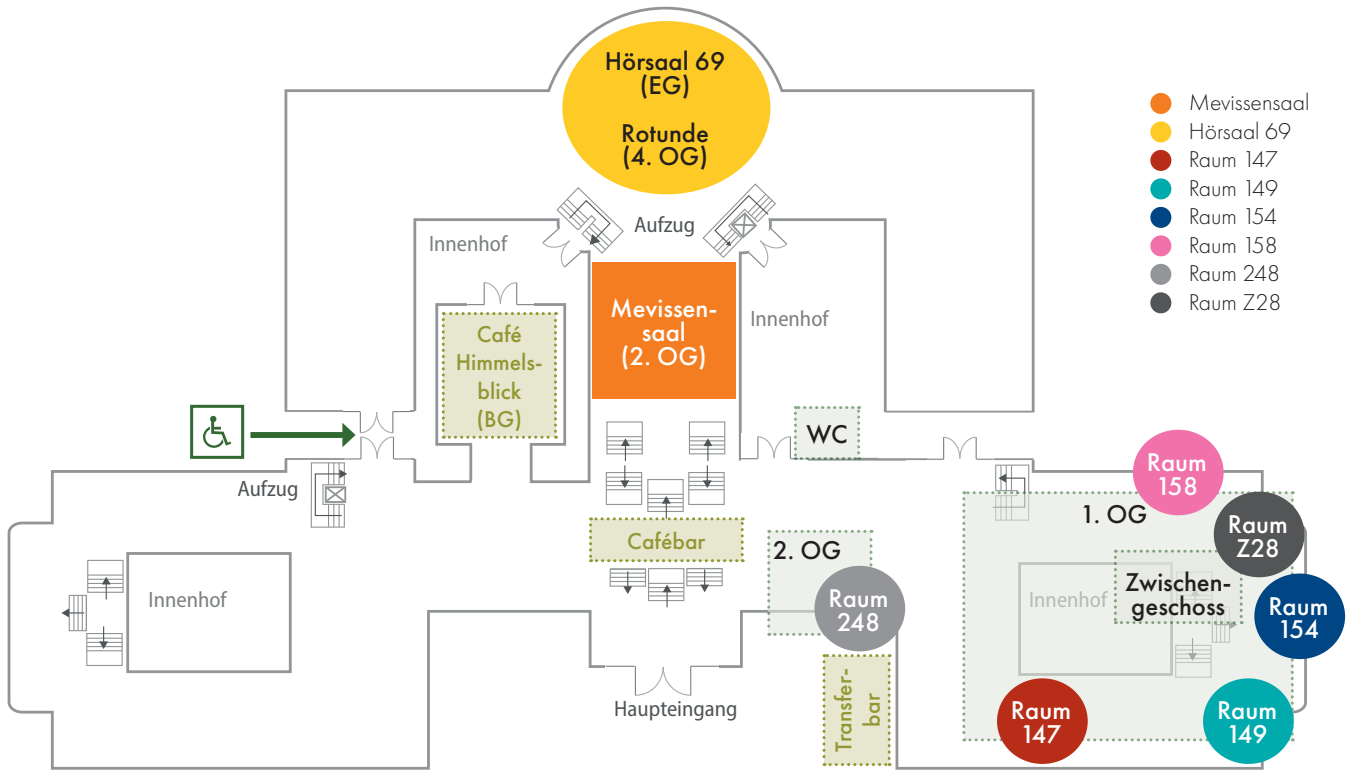 Hörsaal 69
(EG)
Rotunde
(4. OG)
Mevissensaal
Hörsaal 69
Raum 147
Raum 149
Raum 154
Raum 158
Raum 248
Raum Z28
Aufzug
Innenhof
Mevissen-
saal
(2. OG)
Innenhof
Café
Himmels-
blick
(BG)
WC
Aufzug
Raum
158
1. OG
Raum
Z28
Cafébar
2. OG
Innenhof
Raum
248
Innenhof
Zwischen-
geschoss
Raum
154
Haupteingang
Transfer-
bar
Raum
147
Raum
149